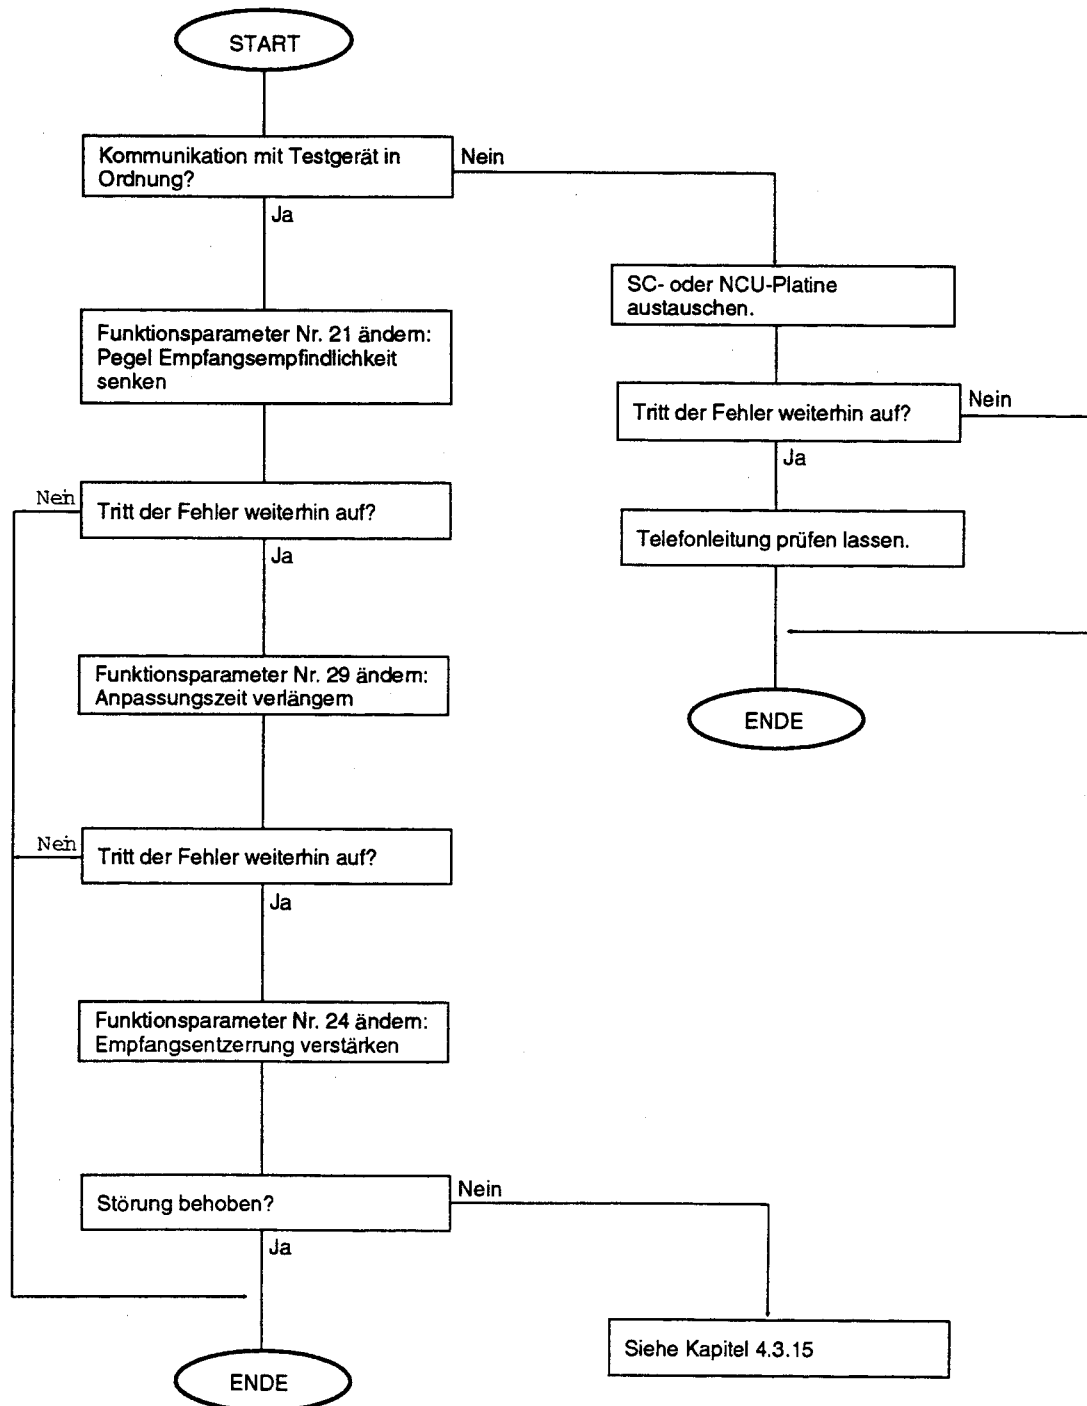 START
Kommunikation mit Testgerät in
Ordnung?
Nein
Ja
SC- oder NCU-Platine
austauschen.
Funktionsparameter Nr. 21 ändern:
Pegel Empfangsempfindlichkeit
senken
Tritt der Fehler weiterhin auf?
Nein
Ja
Nein
Tritt der Fehler weiterhin auf?
Ja
Telefonleitung prüfen lassen.
Funktionsparameter Nr. 29 ändern:
Anpassungszeit verlängern
ENDE
Nein
Tritt der Fehler weiterhin auf?
Ja
Funktionsparameter Nr. 24 ändern:
Empfangsentzerrung verstärken
Störung behoben?
Nein
Ja
Siehe Kapitel 4.3.15
ENDE